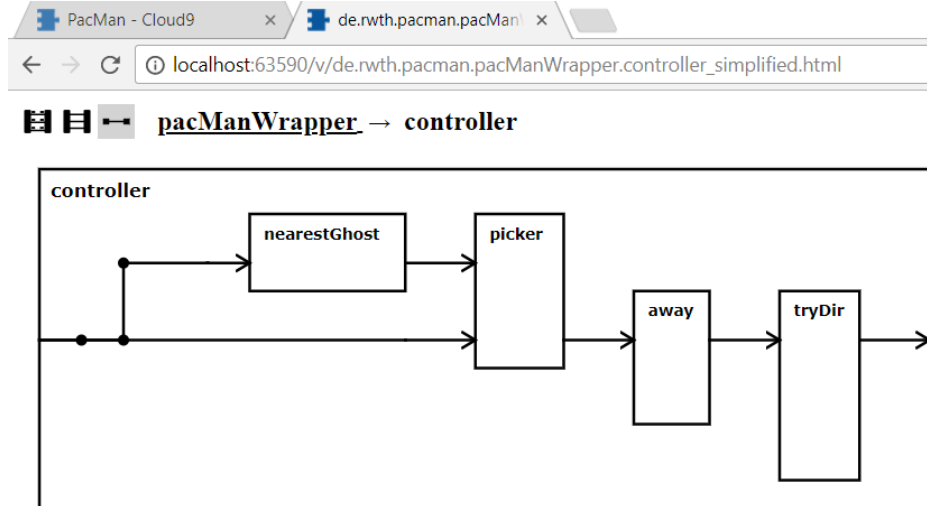 PacMan - Cloud9
de.rwth.pacman.pacMan
localhost:63590/v/de.rwth.pacman.pacManWrapper.controller_simplified.html
pacManWrapper → controller
controller
nearestGhost
picker
away
tryDir